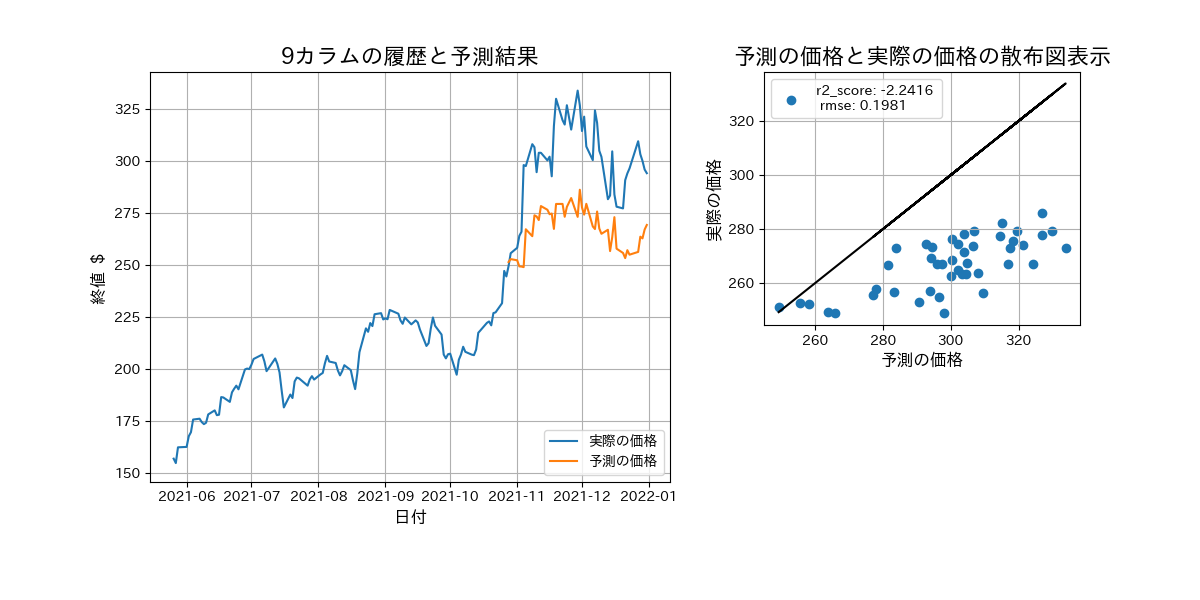 9カラムの履歴と予測結果
終値 $
325
300
275
250
225
200
175
150
2021-06 2021-07 2021-08 2021-09 2021-10 2021-11 2021-12 2022-01
日付
実際の価格
予測の価格
予測の価格と実際の価格の散布図表示
r2_score: -2.2416
rmse: 0.1981
実際の価格
320
300
280
260
260 280 300 320
予測の価格